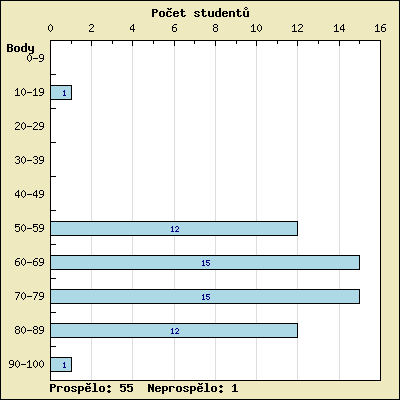 Počet studentů
0 2 4 6 8 10 12 14 16
Body
0-9
10-19 1
20-29
30-39
40-49
50-59 12
60-69 15
70-79 15
80-89 12
90-100 1
Prospělo: 55 Neprospělo: 1